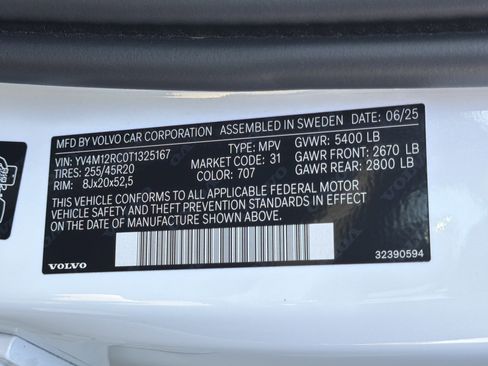 MFD BY VOLVO CAR CORPORATION ASSEMBLED IN SWEDEN 06/25
VIN: YV4M12RC0T1325167 TYPE: MPV GVWR: 5400 LB
TIRES: 255/45R20 MARKET CODE: 31 GAWR FRONT: 2670 LB
RIM: 8Jx20x52,5 COLOR: 707 GAWR REAR: 2800 LB
THIS VEHICLE CONFORMS TO ALL APPLICABLE FEDERAL MOTOR
VEHICLE SAFETY AND THEFT PREVENTION STANDARDS IN EFFECT
ON THE DATE OF MANUFACTURE SHOWN ABOVE.
VOLVO 32390594